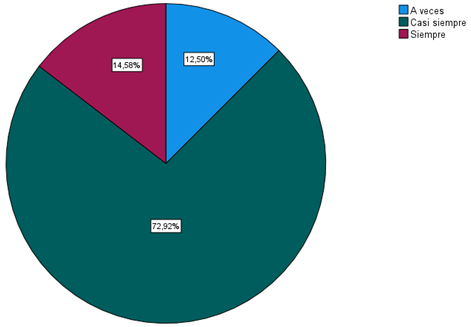 A veces
Casi siempre
Siempre
14,58%
12,50%
72,92%